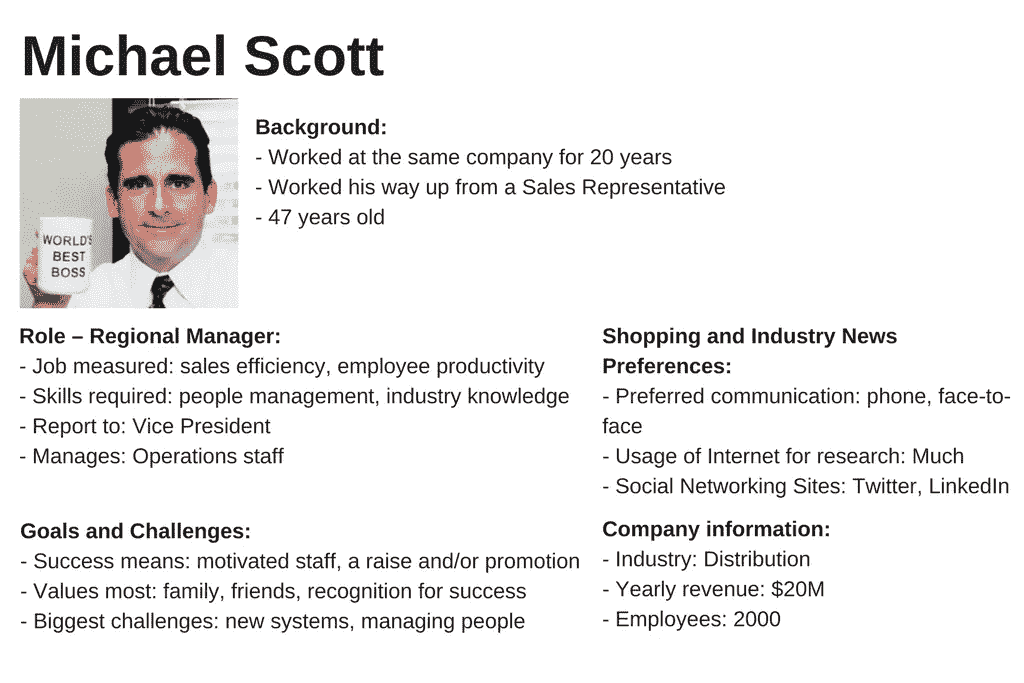 Michael Scott
WORLD'S
BEST
BOSS
Background:
- Worked at the same company for 20 years
- Worked his way up from a Sales Representative
- 47 years old
Role – Regional Manager:
- Job measured: sales efficiency, employee productivity
- Skills required: people management, industry knowledge
- Report to: Vice President
- Manages: Operations staff
Shopping and Industry News
Preferences:
- Preferred communication: phone, face-to-
face
- Usage of Internet for research: Much
- Social Networking Sites: Twitter, LinkedIn
Goals and Challenges:
- Success means: motivated staff, a raise and/or promotion
- Values most: family, friends, recognition for success
- Biggest challenges: new systems, managing people
Company information:
- Industry: Distribution
- Yearly revenue: $20M
- Employees: 2000